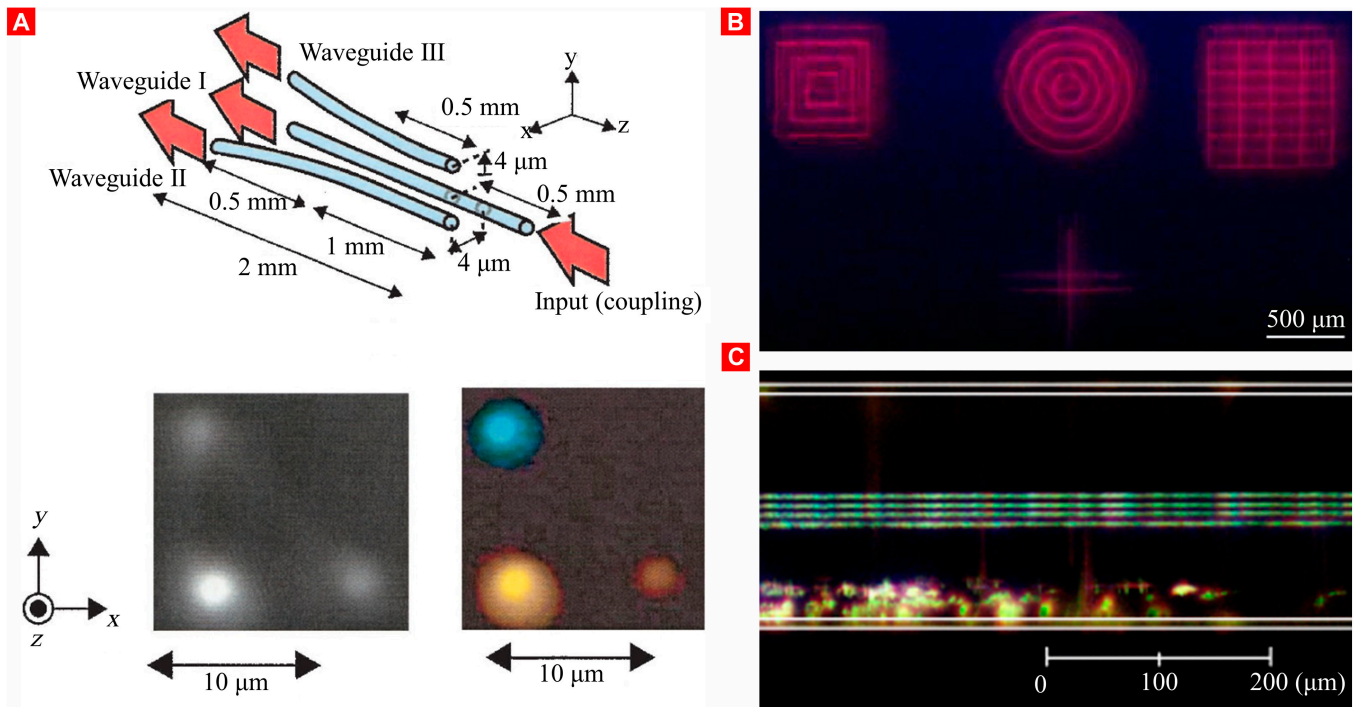 A
Waveguide III
Waveguide I
Waveguide II
0.5 mm
y
x
z
4 μm
0.5 mm
0.5 mm
1 mm
2 mm
4 μm
Input (coupling)
y
x
z
10 μm
10 μm
B
500 μm
C
0
100
200 (μm)